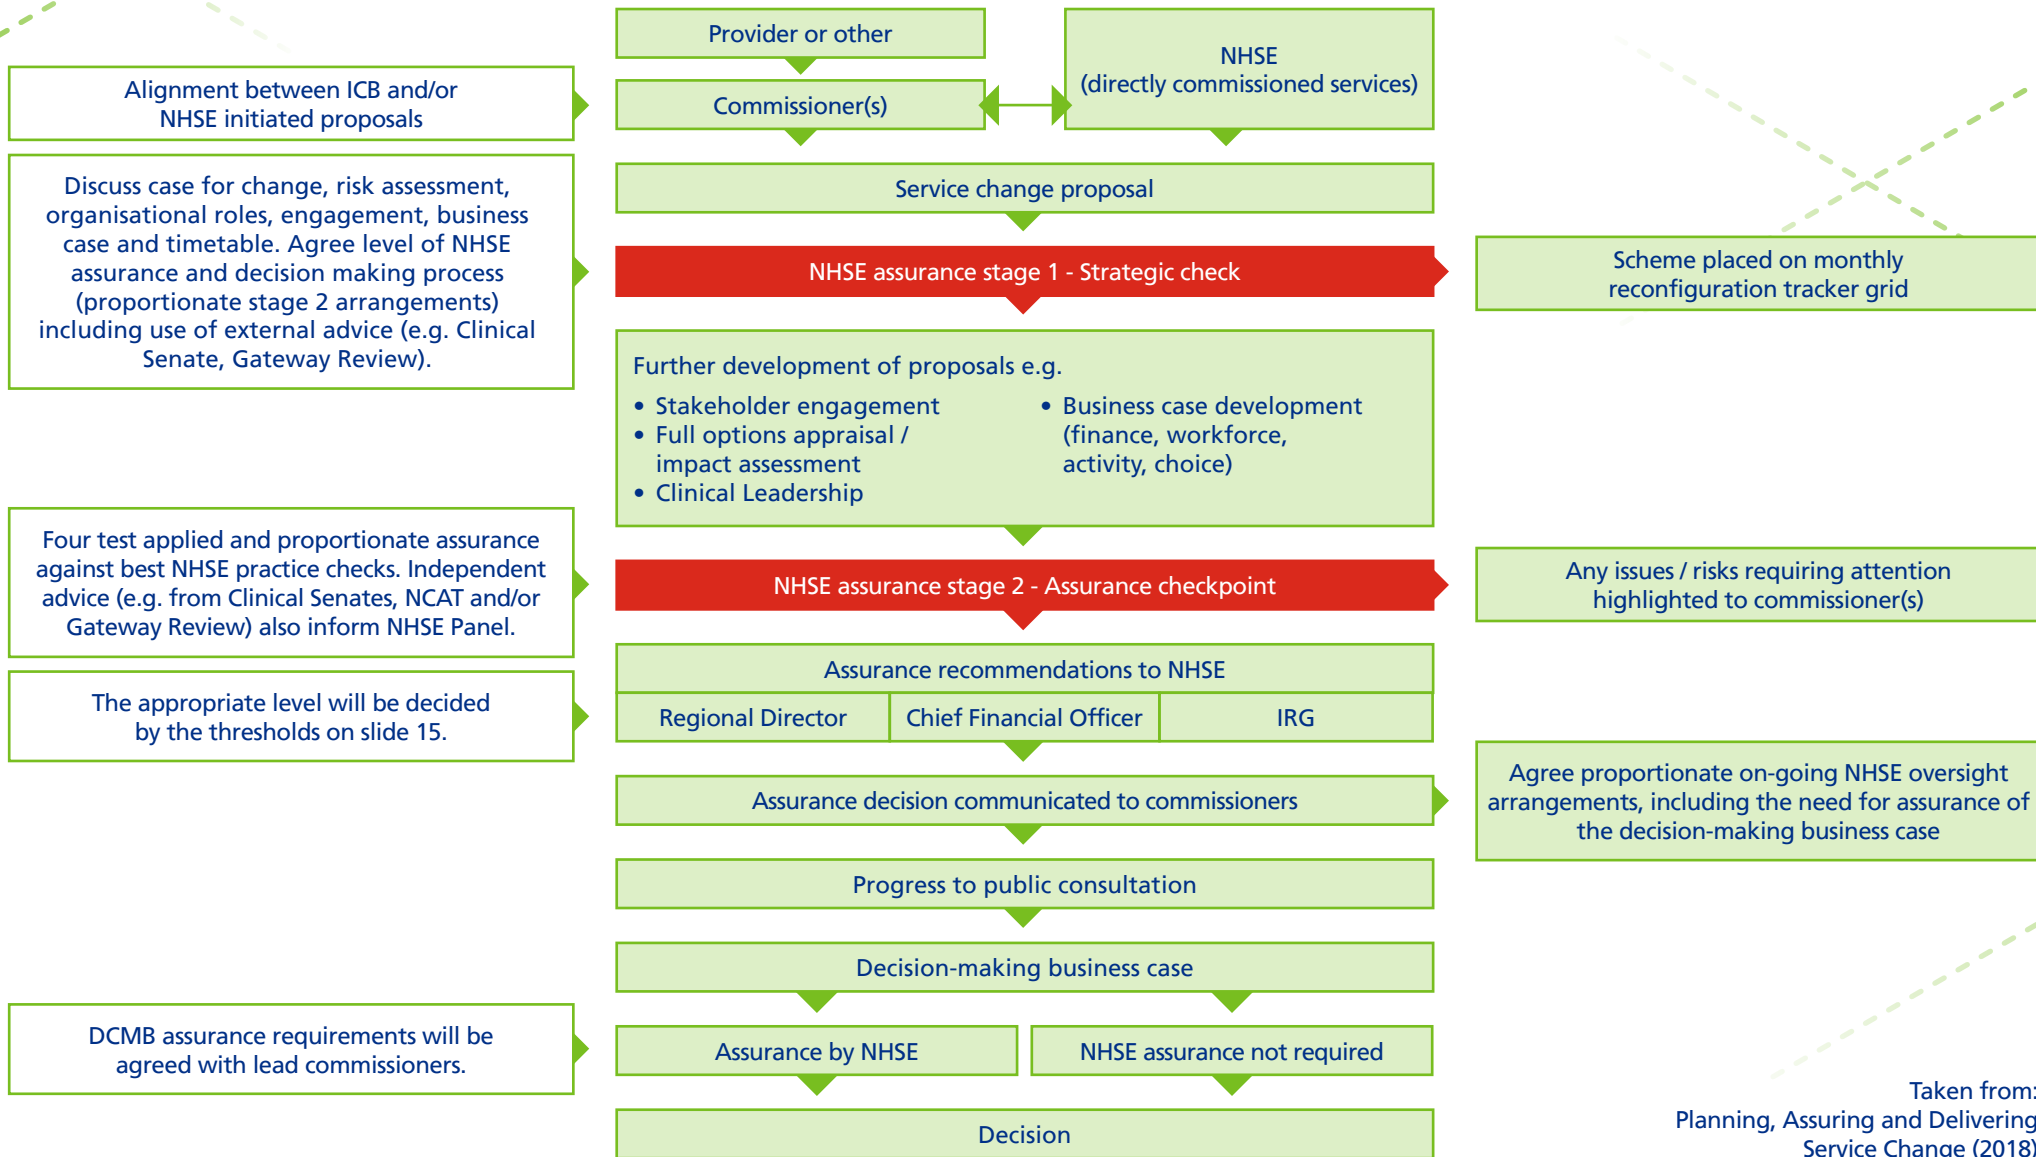 Provider or other
NHSE
(directly commissioned services)
Alignment between ICB and/or
NHSE initiated proposals
Commissioner(s)
Discuss case for change, risk assessment,
organisational roles, engagement, business
case and timetable. Agree level of NHSE
assurance and decision making process
(proportionate stage 2 arrangements)
including use of external advice (e.g. Clinical
Senate, Gateway Review).
Service change proposal
NHSE assurance stage 1 - Strategic check
Scheme placed on monthly
reconfiguration tracker grid
Further development of proposals e.g.
• Stakeholder engagement
• Full options appraisal /
impact assessment
• Clinical Leadership
• Business case development
(finance, workforce,
activity, choice)
Four test applied and proportionate assurance
against best NHSE practice checks. Independent
advice (e.g. from Clinical Senates, NCAT and/or
Gateway Review) also inform NHSE Panel.
NHSE assurance stage 2 - Assurance checkpoint
Any issues / risks requiring attention
highlighted to commissioner(s)
The appropriate level will be decided
by the thresholds on slide 15.
Assurance recommendations to NHSE
Regional Director
Chief Financial Officer
IRG
Assurance decision communicated to commissioners
Agree proportionate on-going NHSE oversight
arrangements, including the need for assurance of
the decision-making business case
Progress to public consultation
Decision-making business case
DCMB assurance requirements will be
agreed with lead commissioners.
Assurance by NHSE
NHSE assurance not required
Decision
Taken from:
Planning, Assuring and Delivering
Service Change (2018)